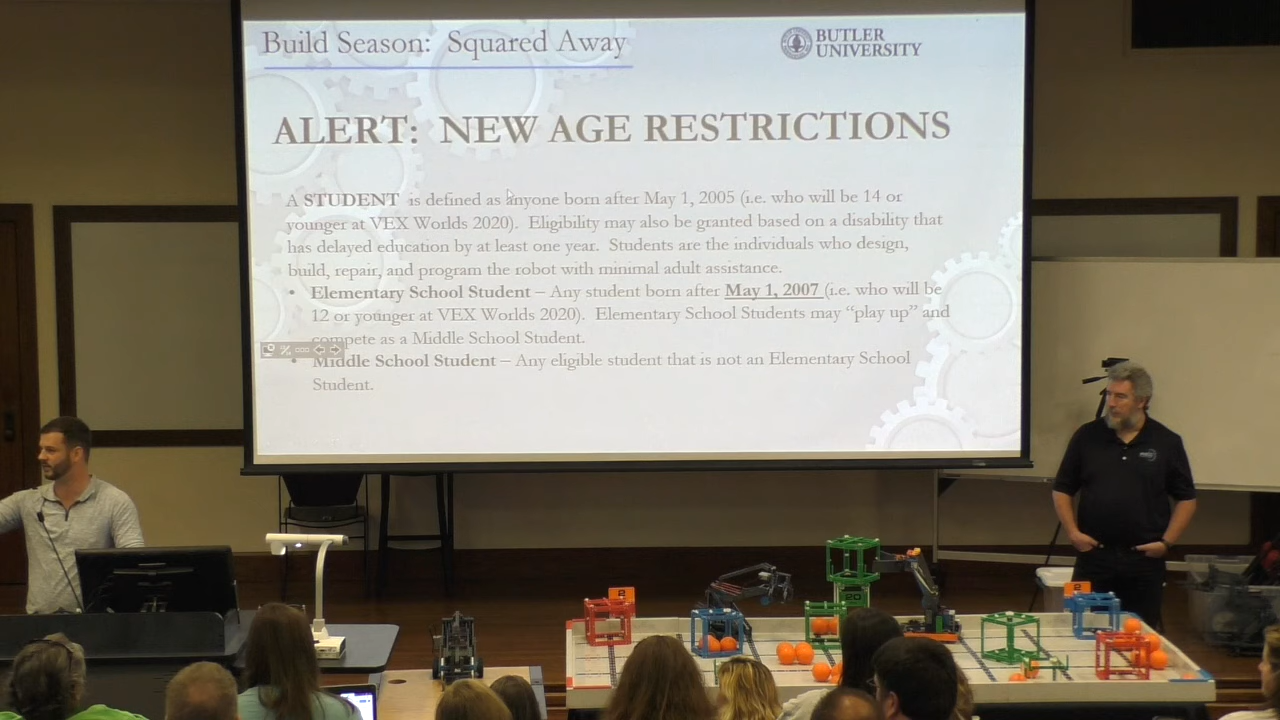 Build Season: Squared Away
BUTLER
UNIVERSITY
ALERT: NEW AGE RESTRICTIONS
A STUDENT is defined as anyone born after May 1, 2005 (i.e. who will be 14 or
younger at VEX Worlds 2020). Eligibility may also be granted based on a disability that
has delayed education by at least one year. Students are the individuals who design,
build, repair, and program the robot with minimal adult assistance.
• Elementary School Student – Any student born after May 1, 2007 (i.e. who will be
12 or younger at VEX Worlds 2020). Elementary School Students may “play up” and
compete as a Middle School Student.
• Middle School Student – Any eligible student that is not an Elementary School
Student.
2
20
2